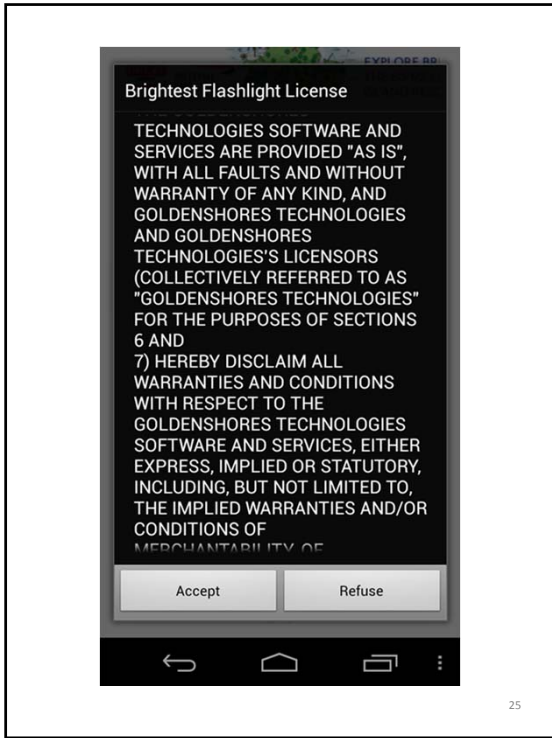 EXPLORE BRI
Brightest Flashlight License
TECHNOLOGIES SOFTWARE AND
SERVICES ARE PROVIDED "AS IS",
WITH ALL FAULTS AND WITHOUT
WARRANTY OF ANY KIND, AND
GOLDENSHORES TECHNOLOGIES
AND GOLDENSHORES
TECHNOLOGIES'S LICENSORS
(COLLECTIVELY REFERRED TO AS
"GOLDENSHORES TECHNOLOGIES"
FOR THE PURPOSES OF SECTIONS
6 AND
7) HEREBY DISCLAIM ALL
WARRANTIES AND CONDITIONS
WITH RESPECT TO THE
GOLDENSHORES TECHNOLOGIES
SOFTWARE AND SERVICES, EITHER
EXPRESS, IMPLIED OR STATUTORY,
INCLUDING, BUT NOT LIMITED TO,
THE IMPLIED WARRANTIES AND/OR
CONDITIONS OF
MERCHANTABILITY, OF
Accept
Refuse
25